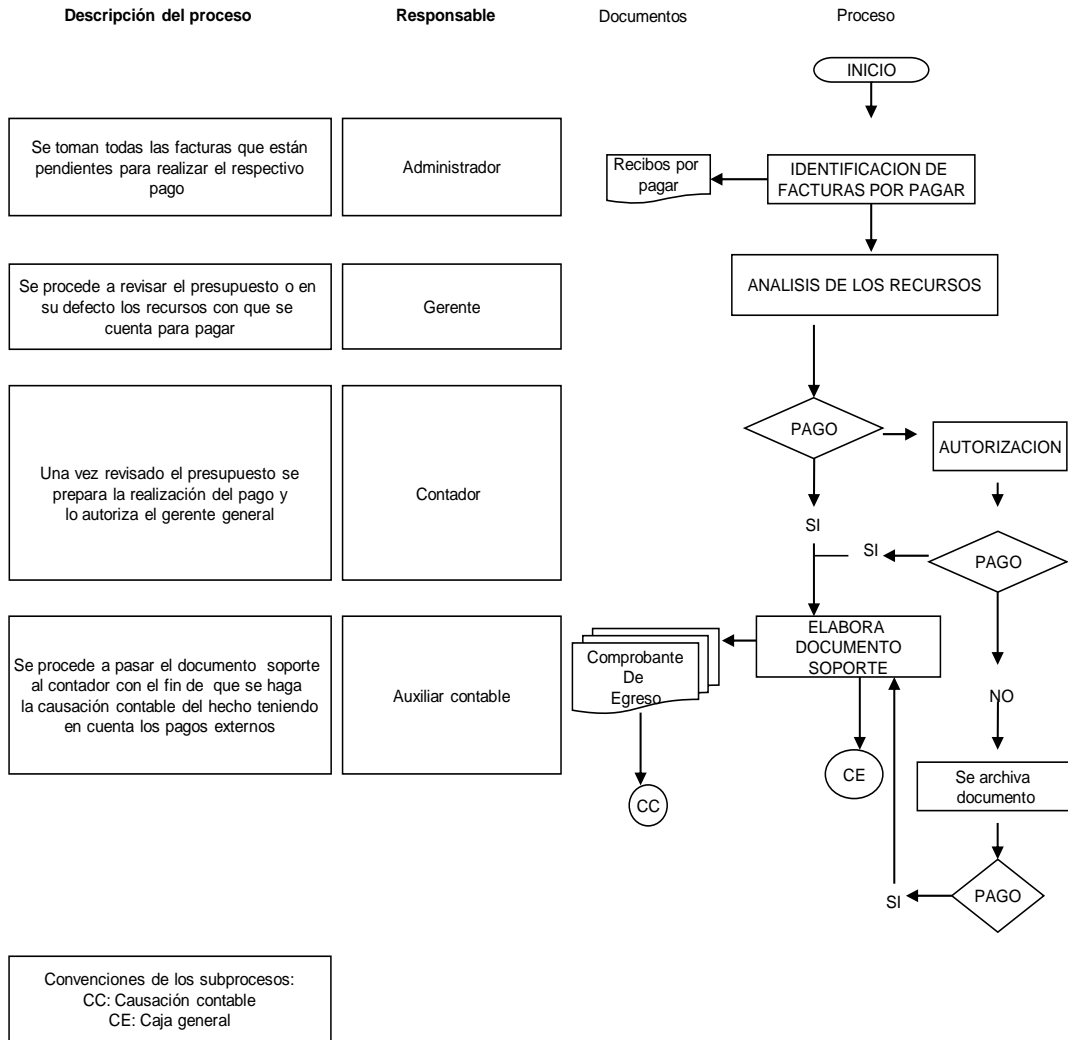 Descripción del proceso
Responsable
Documentos
Proceso
INICIO
Se toman todas las facturas que están
pendientes para realizar el respectivo
pago
Administrador
Recibos por
pagar
IDENTIFICACION DE
FACTURAS POR PAGAR
Se procede a revisar el presupuesto o en
su defecto los recursos con que se
cuenta para pagar
Gerente
ANALISIS DE LOS RECURSOS
Una vez revisado el presupuesto se
prepara la realización del pago y
lo autoriza el gerente general
Contador
PAGO
AUTORIZACION
SI
SI
PAGO
Se procede a pasar el documento soporte
al contador con el fin de que se haga
la causación contable del hecho teniendo
en cuenta los pagos externos
Auxiliar contable
Comprobante
De
Egreso
ELABORA
DOCUMENTO
SOPORTE
NO
CC
CE
Se archiva
documento
SI
PAGO
Convenciones de los subprocesos:
CC: Causación contable
CE: Caja general